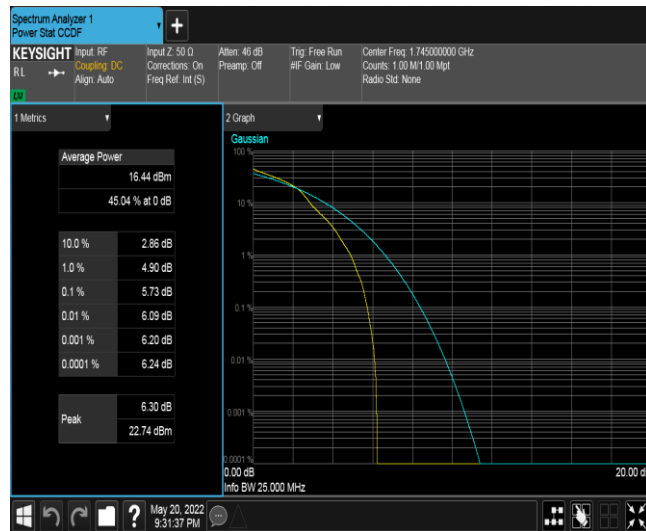 Spectrum Analyzer 1
Power Stat CCDF
+
KEYSIGHT
RL
LXI
Input: RF
Coupling: DC
Align: Auto
Input Z: 50 Ω
Corrections: On
Freq Ref: Int (S)
Atten: 46 dB
Preamp: Off
Trig: Free Run
#IF Gain: Low
Center Freq: 1.745000000 GHz
Counts: 1.00 M/1.00 Mpt
Radio Std: None
1 Metrics
Average Power
16.44 dBm
45.04 % at 0 dB
10.0 % 2.86 dB
1.0 % 4.90 dB
0.1 % 5.73 dB
0.01 % 6.09 dB
0.001 % 6.20 dB
0.0001 % 6.24 dB
Peak
6.30 dB
22.74 dBm
2 Graph
Gaussian
100 %
10 %
1 %
0.1 %
0.01 %
0.001 %
0.0001 %
0.00 dB
20.00 d
Info BW 25.000 MHz
?
May 20, 2022
9:31:37 PM